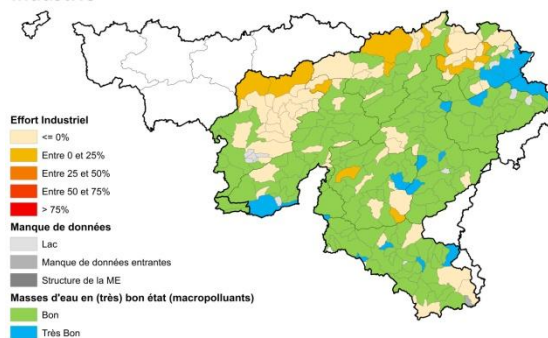 Effort Industriel
<= 0%
Entre 0 et 25%
Entre 25 et 50%
Entre 50 et 75%
> 75%
Manque de données
Lac
Manque de données entrantes
Structure de la ME
Masses d'eau en (très) bon état (macropolluants)
Bon
Très Bon